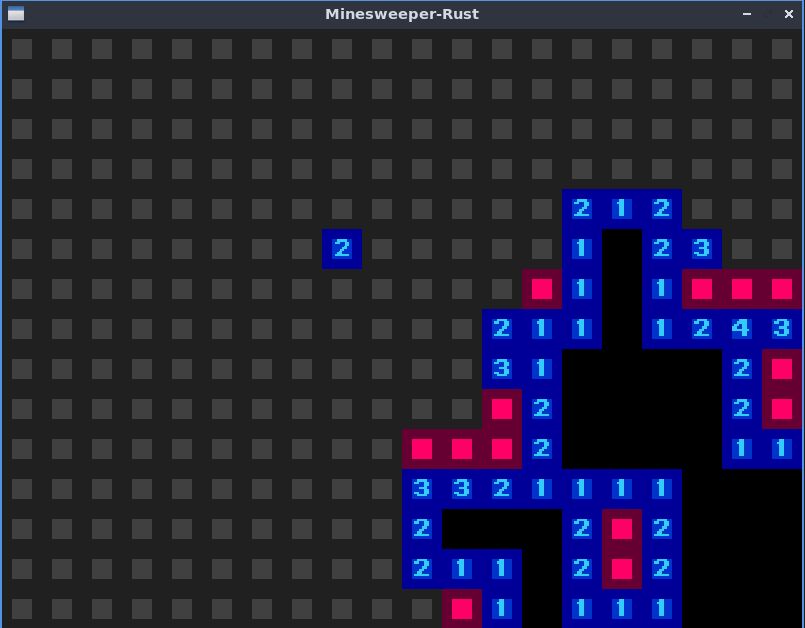 Minesweeper-Rust
2 1 2
2 1 2 3
1 1
2 1 1 1 2 4 3
3 1 2
2 2
2 1 1
3 3 2 1 1 1 1
2 2 2
2 1 1 2 2
1 1 1 1